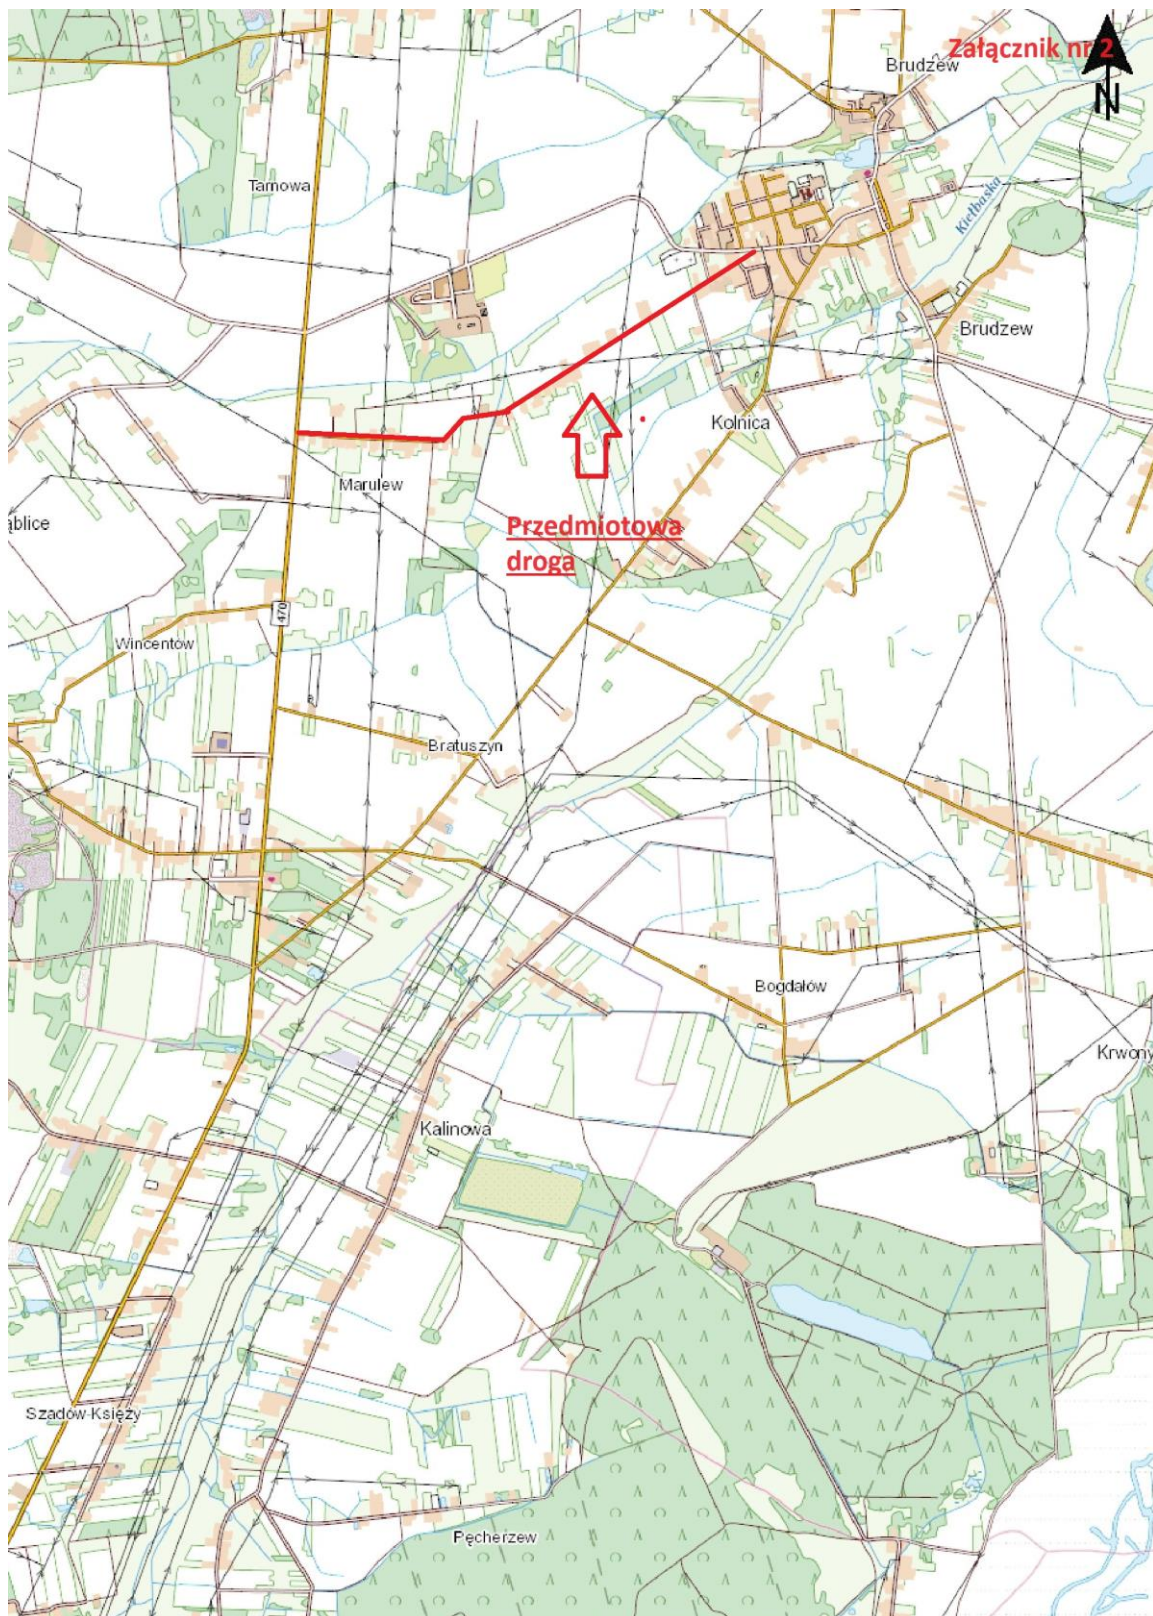 Załącznik nr 2
Brudzew
N
Tarnowa
Kiełbaska
Brudzew
Kolnica
Marulew
Przedmiotowa
droga
ąblice
470
Wincentów
Bratuszyn
Bogdałów
Krwony
Kalinowa
Szadów Księży
Pęcherzew